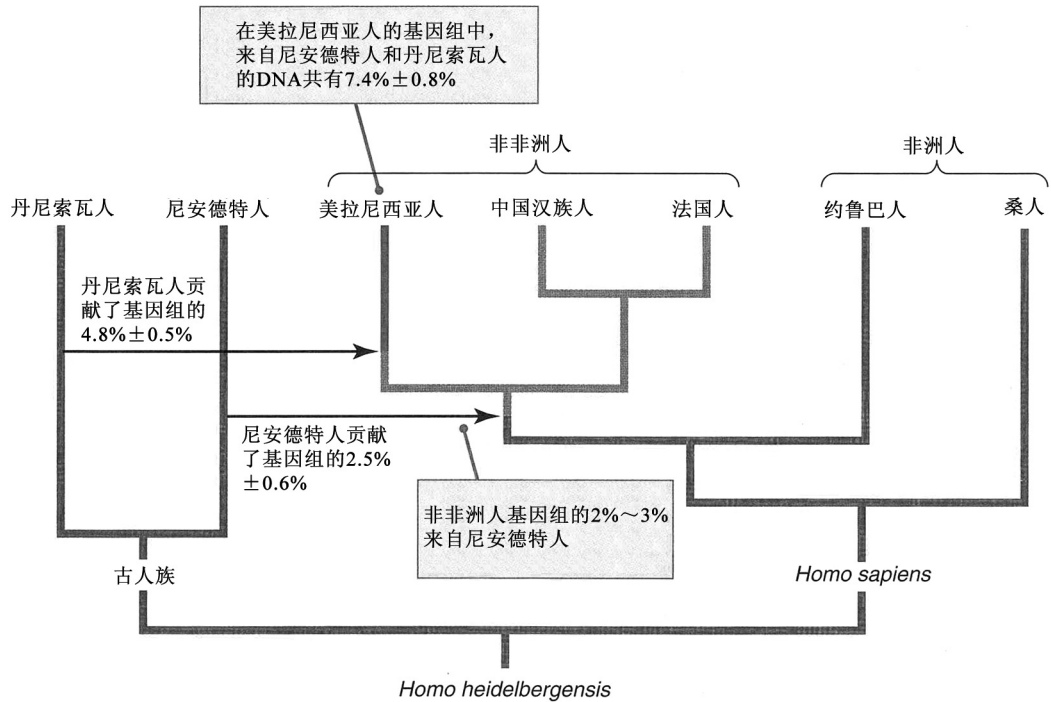 在美拉尼西亚人的基因组中，
来自尼安德特人和丹尼索瓦人
的DNA共有7.4%±0.8%
非非洲人
非洲人
丹尼索瓦人
尼安德特人
美拉尼西亚人
中国汉族人
法国人
约鲁巴人
桑人
丹尼索瓦人贡
献了基因组的
4.8%±0.5%
尼安德特人贡献
了基因组的2.5%
±0.6%
非非洲人基因组的2%～3%
来自尼安德特人
古人族
Homo sapiens
Homo heidelbergensis